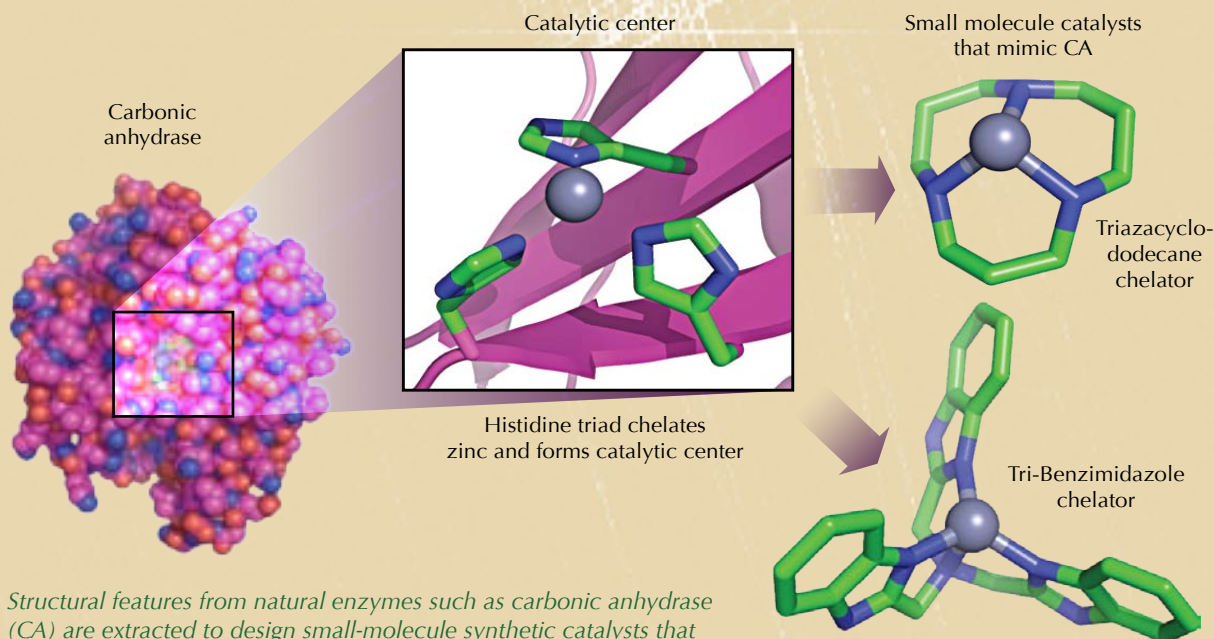 Catalytic center
Small molecule catalysts
that mimic CA
Carbonic
anhydrase
Triazacyclo-
dodecane
chelator
Histidine triad chelates
zinc and forms catalytic center
Tri-Benzimidazole
chelator
Structural features from natural enzymes such as carbonic anhydrase
(CA) are extracted to design small-molecule synthetic catalysts that